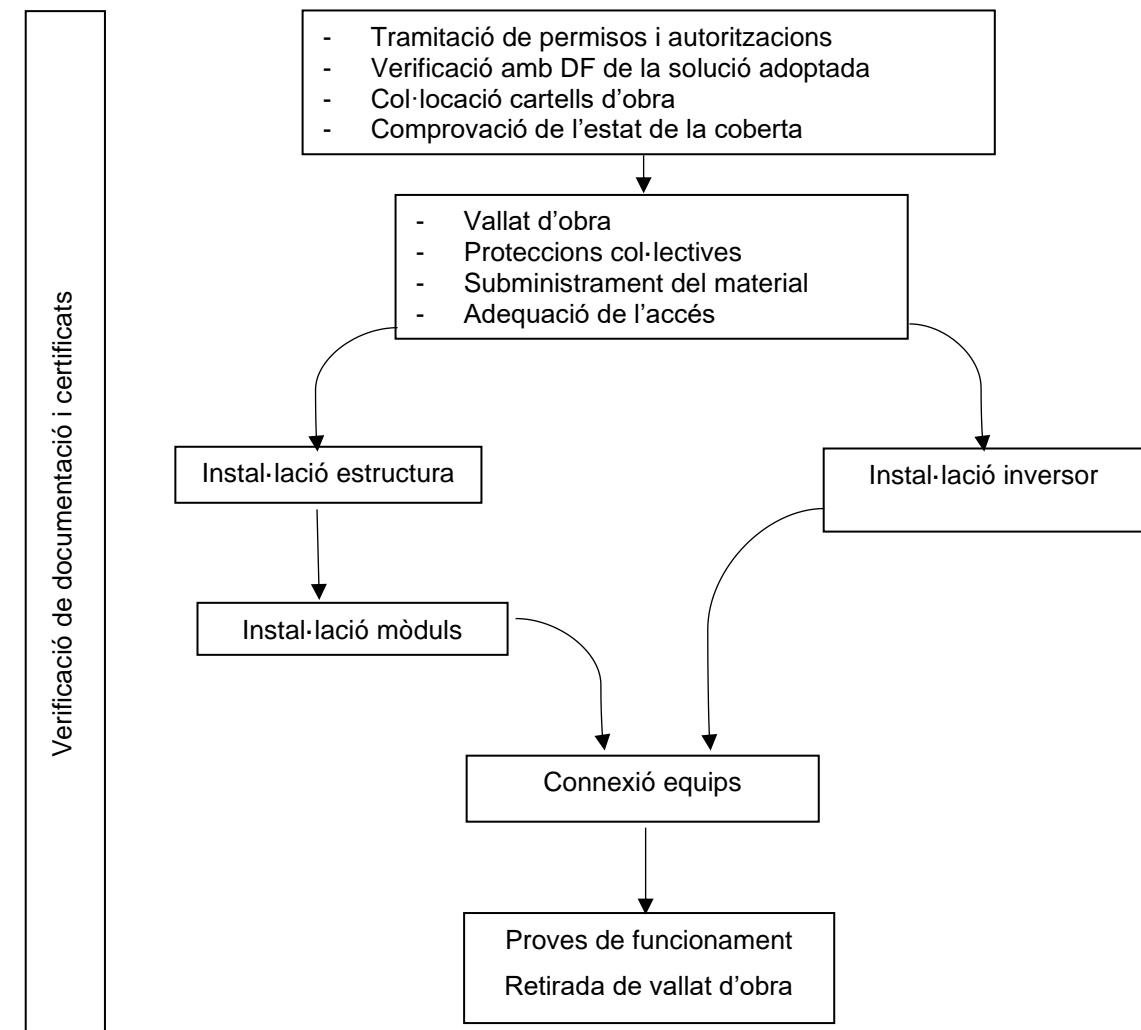 Verificació de documentació i certificats
- Tramitació de permisos i autoritzacions
- Verificació amb DF de la solució adoptada
- Col·locació cartells d’obra
- Comprovació de l’estat de la coberta
- Vallat d’obra
- Proteccions col·lectives
- Subministrament del material
- Adequació de l’accés
Instal·lació estructura
Instal·lació inversor
Instal·lació mòduls
Connexió equips
Proves de funcionament
Retirada de vallat d’obra